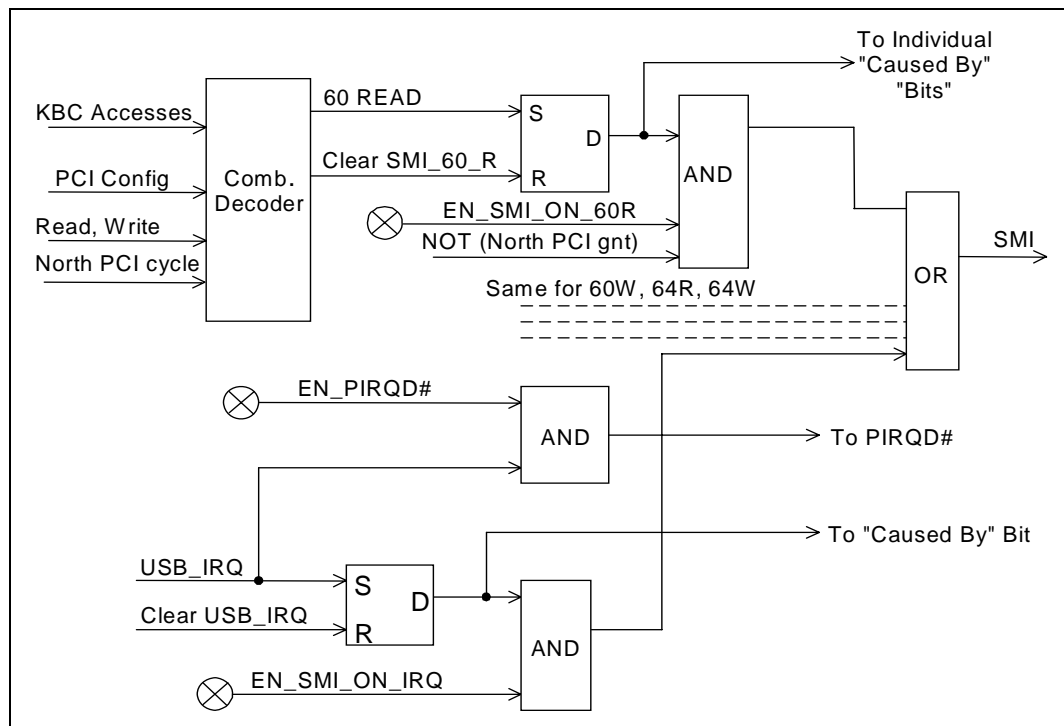 To Individual
"Caused By"
"Bits"
KBC Accesses
PCI Config
Read, Write
North PCI cycle
Comb.
Decoder
60 READ
Clear SMI_60_R
S
D
R
AND
EN_SMI_ON_60R
NOT (North PCI gnt)
Same for 60W, 64R, 64W
OR
SMI
EN_PIRQD#
AND
To PIRQD#
To "Caused By" Bit
USB_IRQ
Clear USB_IRQ
S
D
R
AND
EN_SMI_ON_IRQ